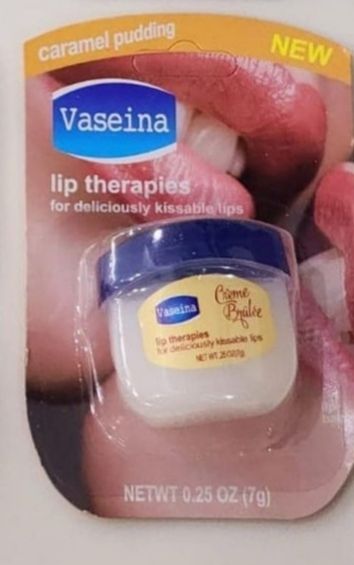 caramel pudding
NEW
Vaseina
lip therapies
for deliciously kissable lips
Vaseina
Crème
Brûlée
lip therapies
for deliciously kissable lips
NETWT 0.25 OZ (7g)